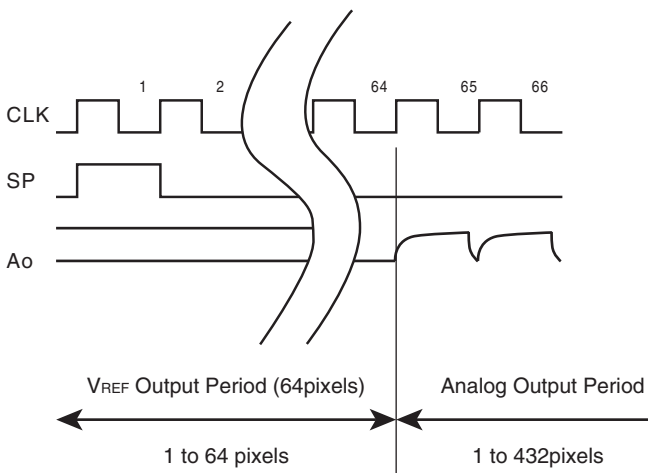 1 2 64 65 66
CLK
SP
Ao
VREF Output Period (64pixels) Analog Output Period
1 to 64 pixels 1 to 432pixels